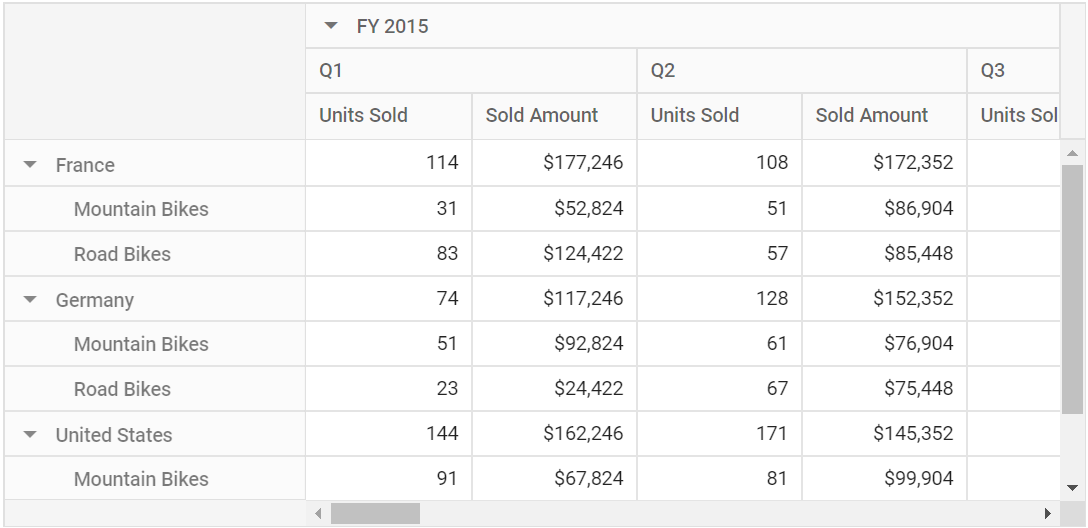 FY 2015
Q1 Q2 Q3
Units Sold Sold Amount Units Sold Sold Amount Units Sol
France 114 $177,246 108 $172,352
Mountain Bikes 31 $52,824 51 $86,904
Road Bikes 83 $124,422 57 $85,448
Germany 74 $117,246 128 $152,352
Mountain Bikes 51 $92,824 61 $76,904
Road Bikes 23 $24,422 67 $75,448
United States 144 $162,246 171 $145,352
Mountain Bikes 91 $67,824 81 $99,904